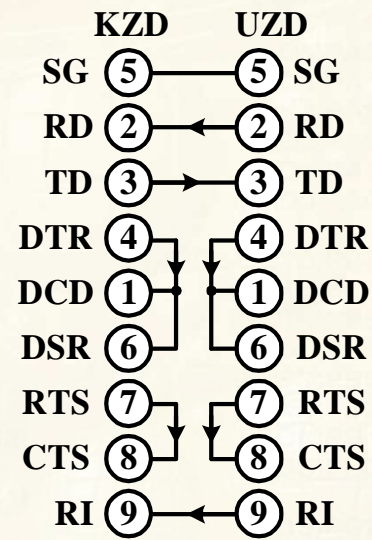 KZD UZD
SG 5 5 SG
RD 2 2 RD
TD 3 3 TD
DTR 4 4 DTR
DCD 1 1 DCD
DSR 6 6 DSR
RTS 7 7 RTS
CTS 8 8 CTS
RI 9 9 RI